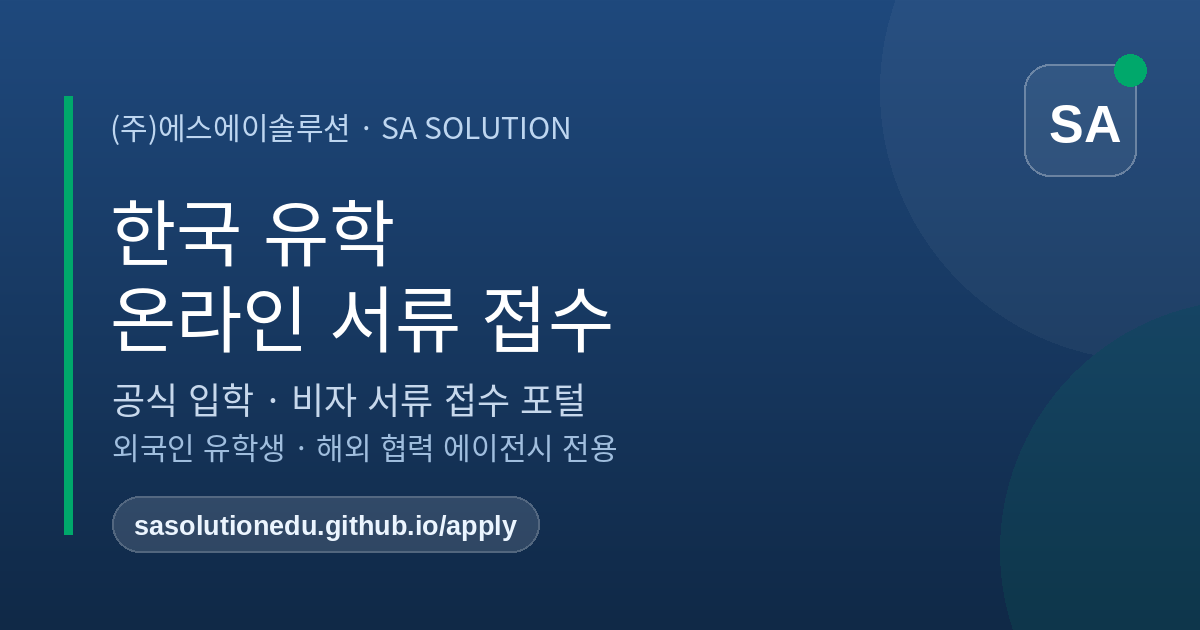 (주)에스에이솔루션 · SA SOLUTION
SA
한국 유학
온라인 서류 접수
공식 입학 · 비자 서류 접수 포털
외국인 유학생 · 해외 협력 에이전시 전용
sasolutionedu.github.io/apply